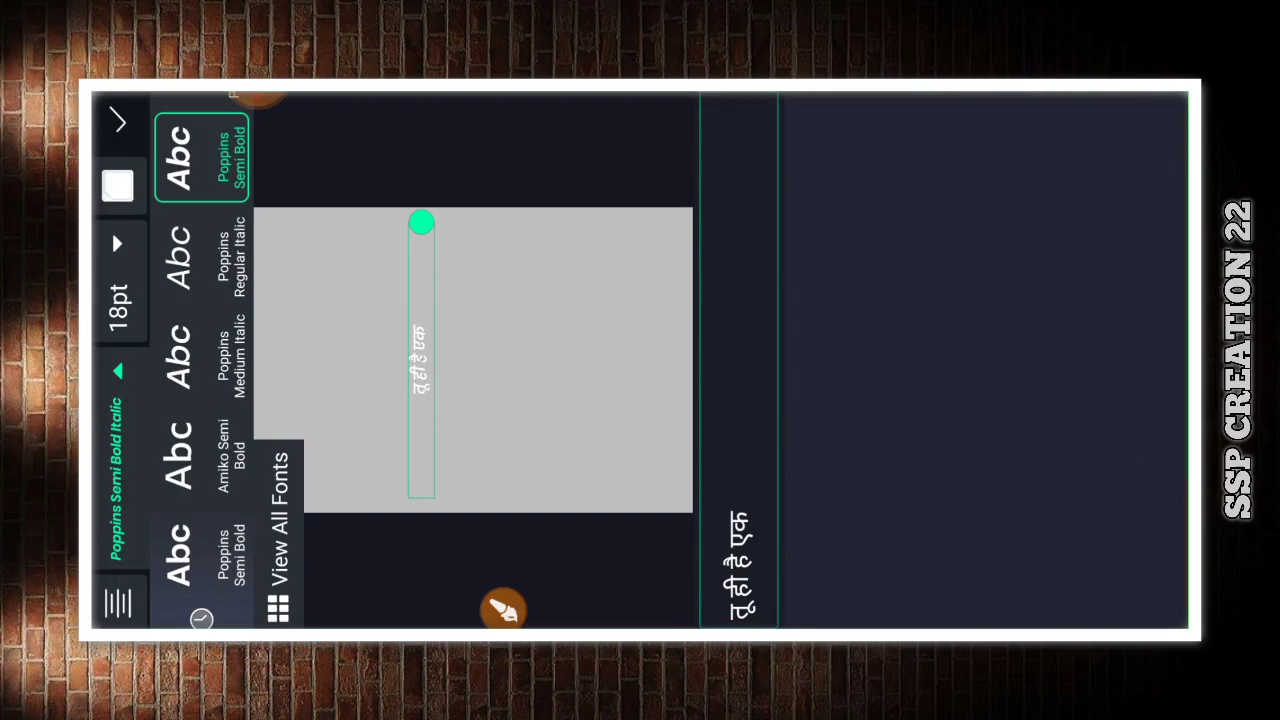 Poppins Semi Bold Italic
18pt
Abc
Poppins
Semi Bold
Abc
Amiko Semi
Bold
Abc
Poppins
Medium Italic
Abc
Poppins
Regular Italic
Abc
Poppins
Semi Bold
View All Fonts
तू ही है एक
तू ही है एक
SSP CREATION 22